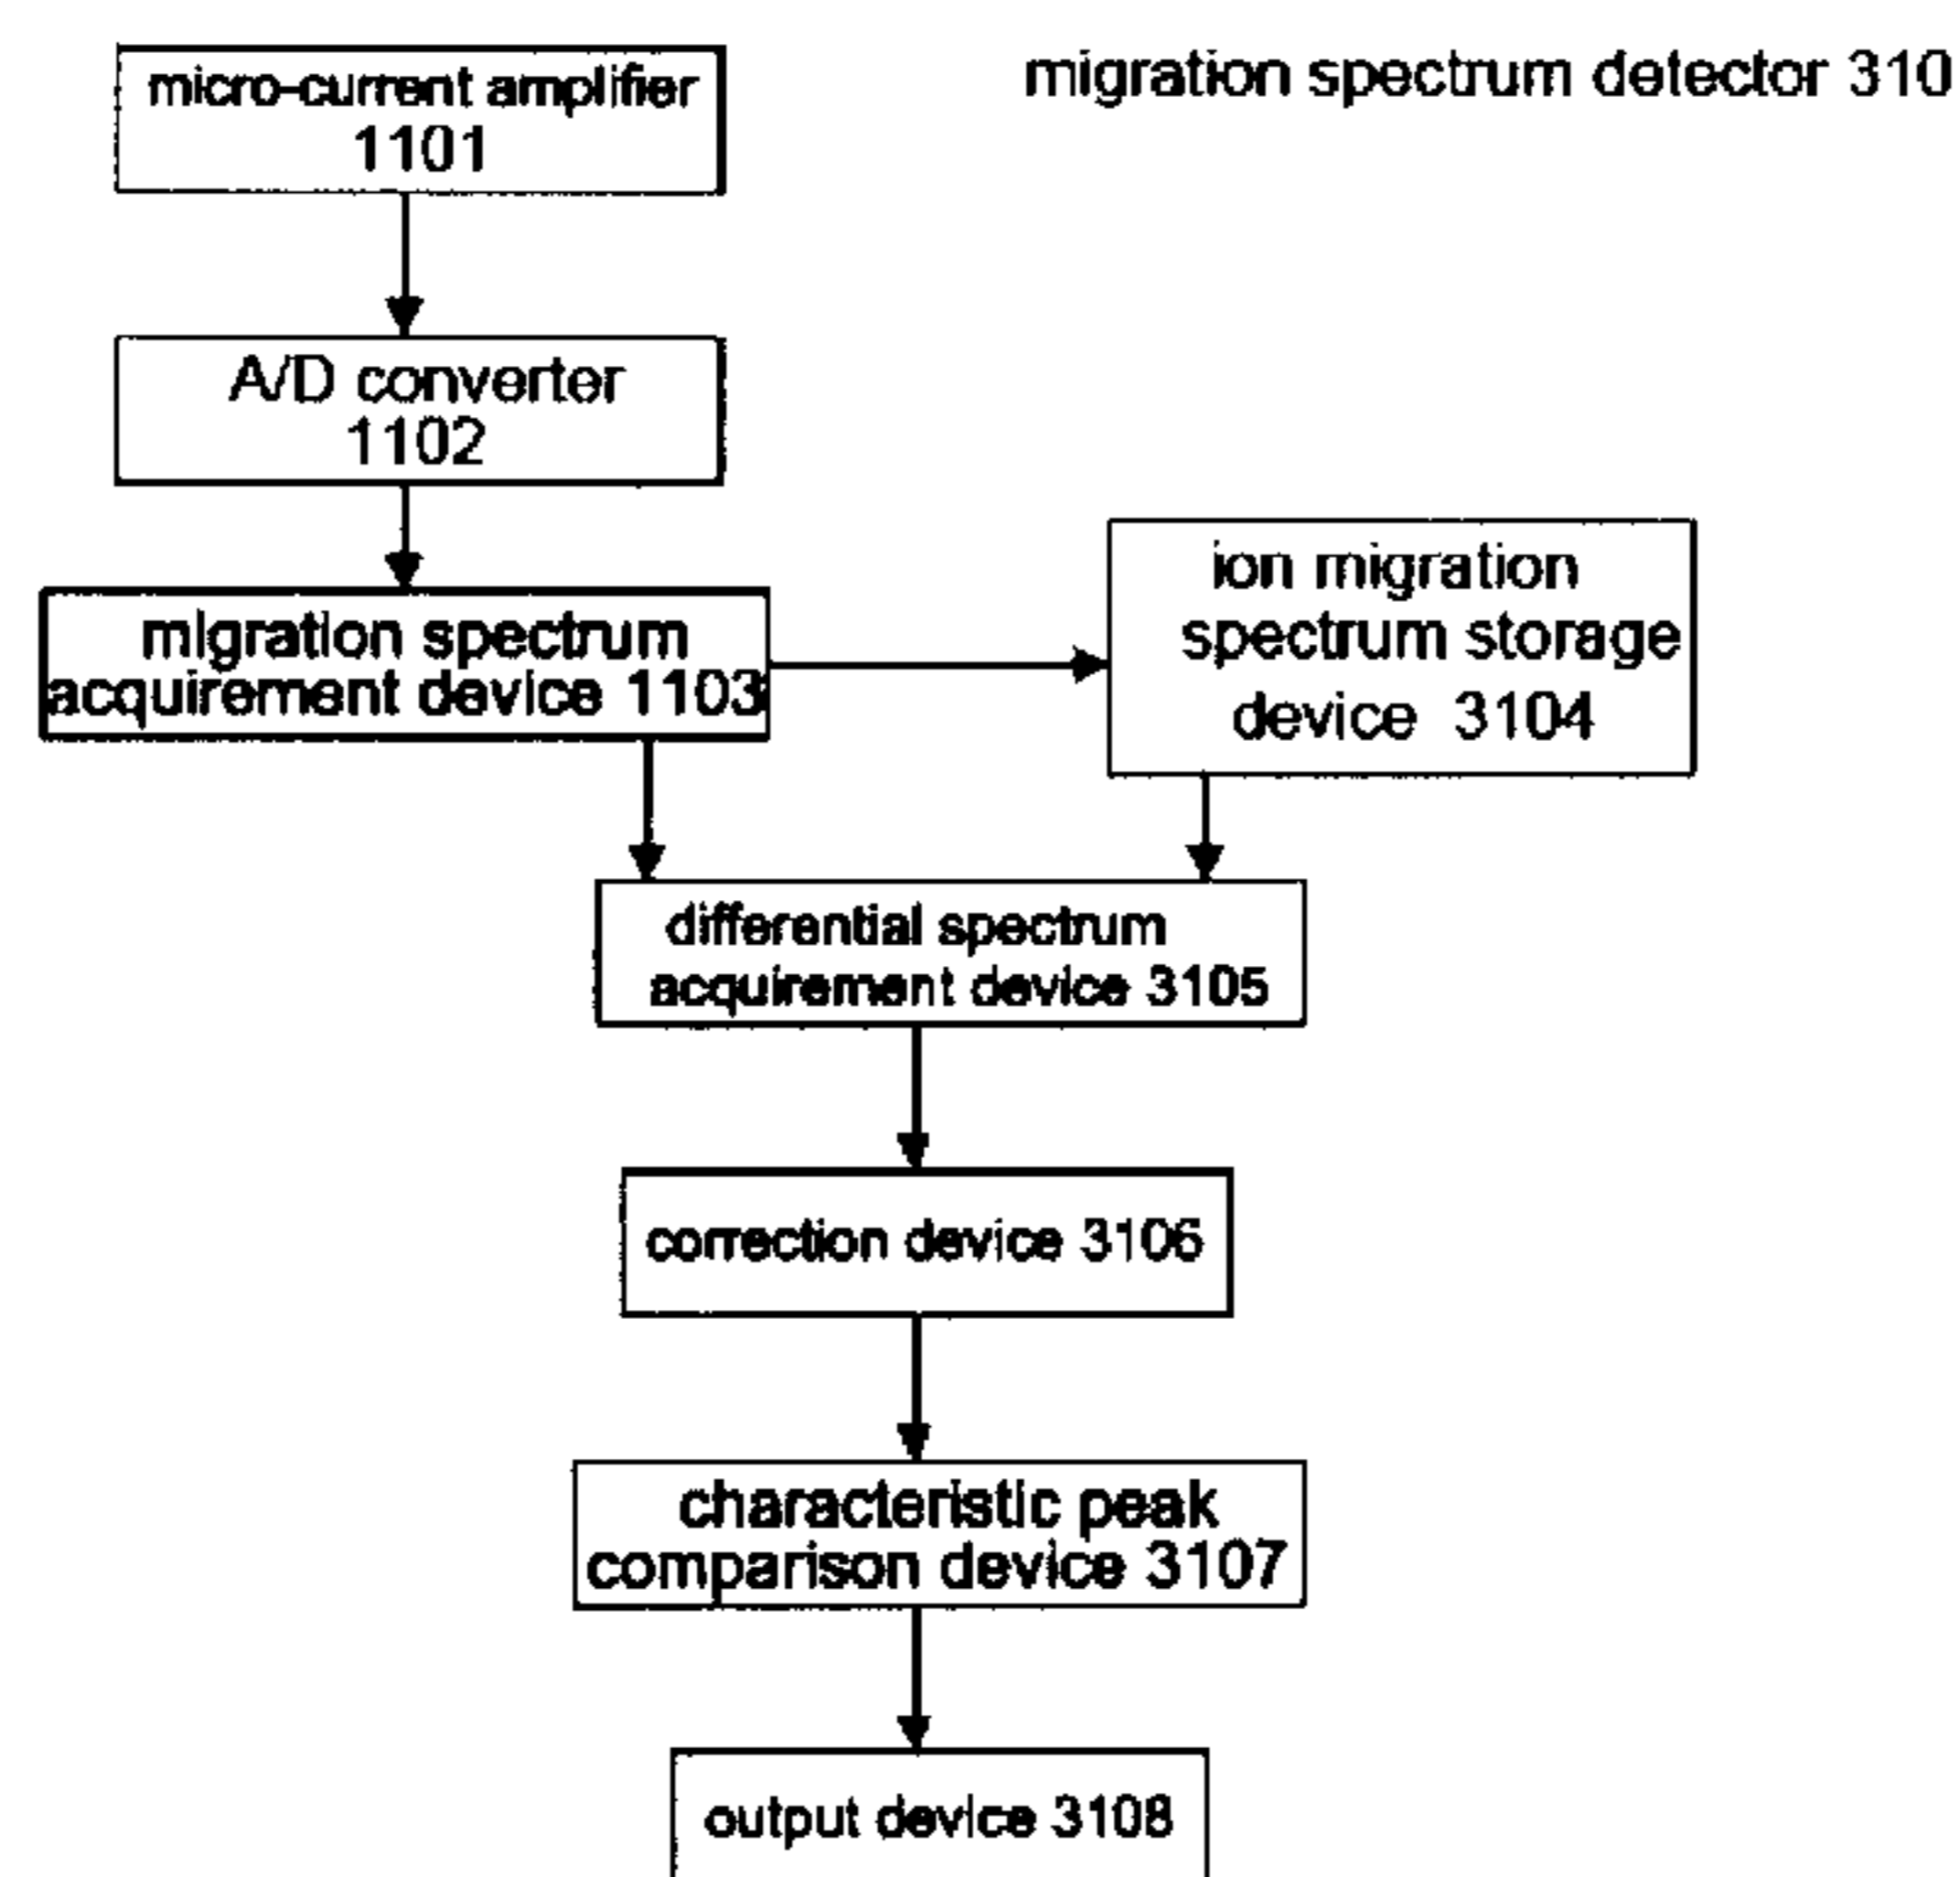 micro-current amplifier
1101
migration spectrum detector 310
A/D converter
1102
migration spectrum
acquirement device 1103
ion migration
spectrum storage
device 3104
differential spectrum
acquirement device 3105
correction device 3106
characteristic peak
comparison device 3107
output device 3108